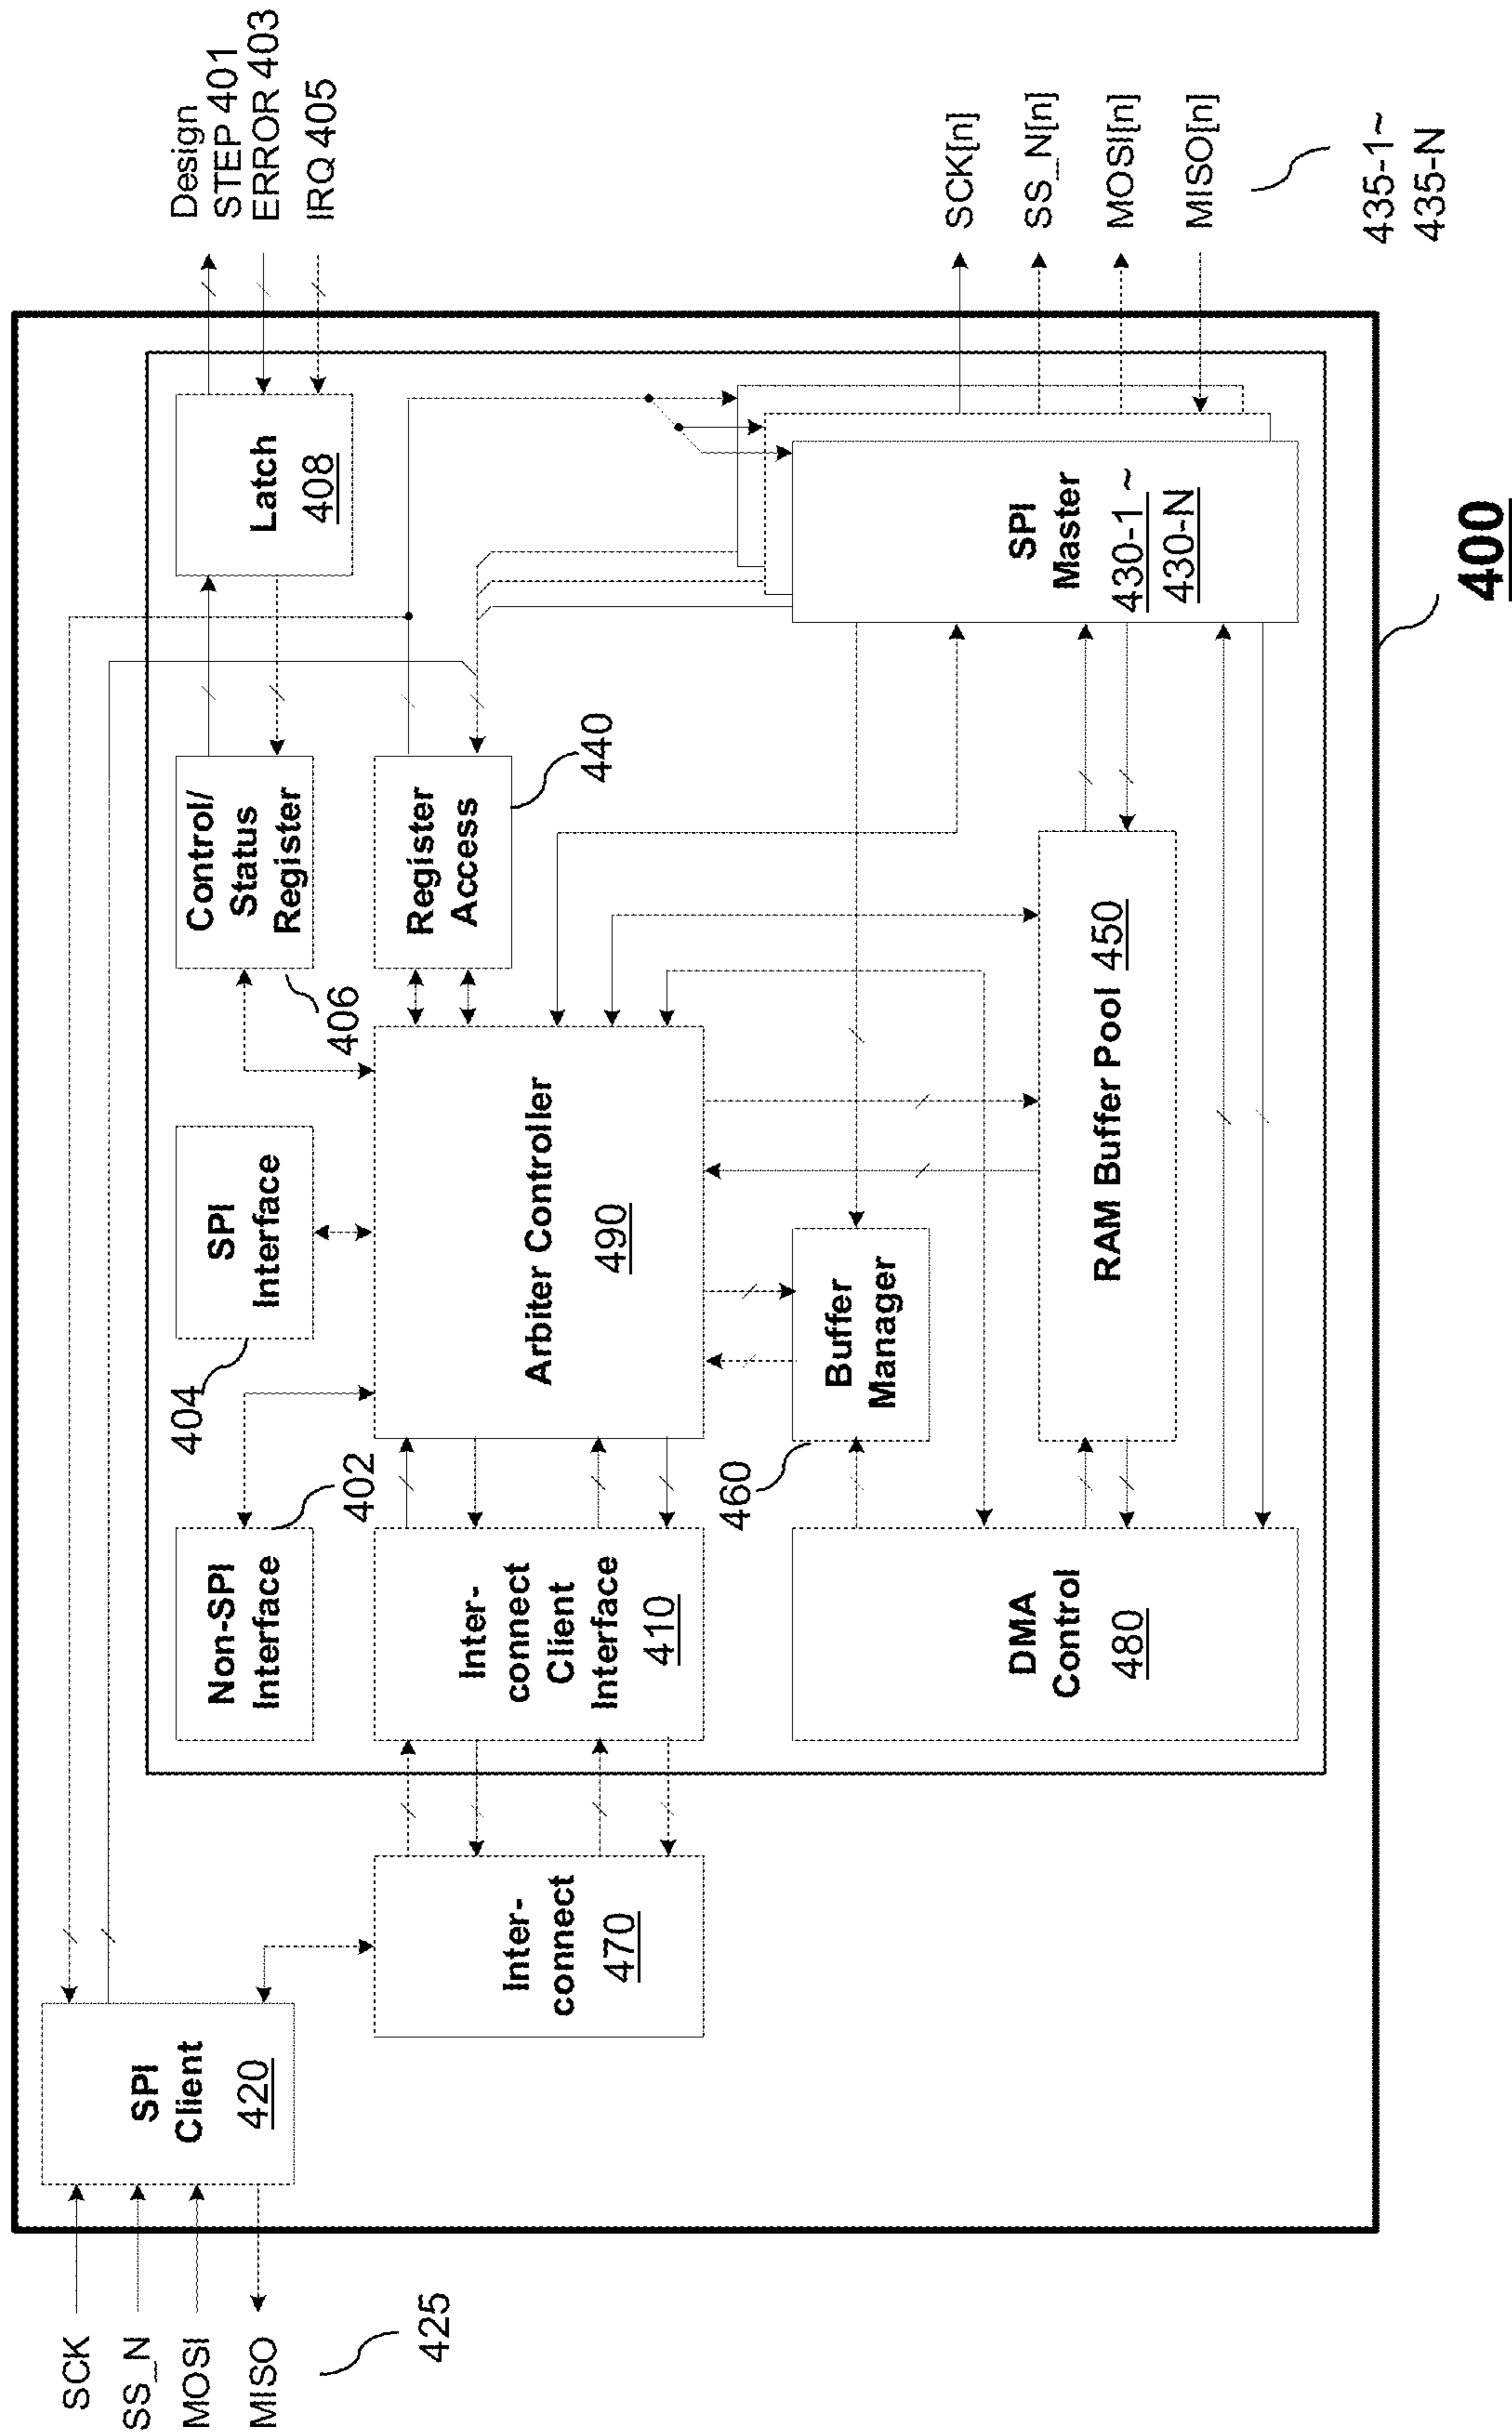 SCK
SS_N
MOSI
MISO
425
SPI
Client
420
Inter-
connect
470
Non-SPI
Interface
402
Inter-
connect
Client
Interface
410
DMA
Control
480
SPI
Interface
404
Arbiter Controller
490
Buffer
Manager
460
RAM Buffer Pool 450
Control/
Status
Register
406
Register
Access
440
Latch
408
SPI
Master
430-1 ~
430-N
Design
STEP 401
ERROR 403
IRQ 405
SCK[n]
SS_N[n]
MOSI[n]
MISO[n]
435-1~
435-N
400